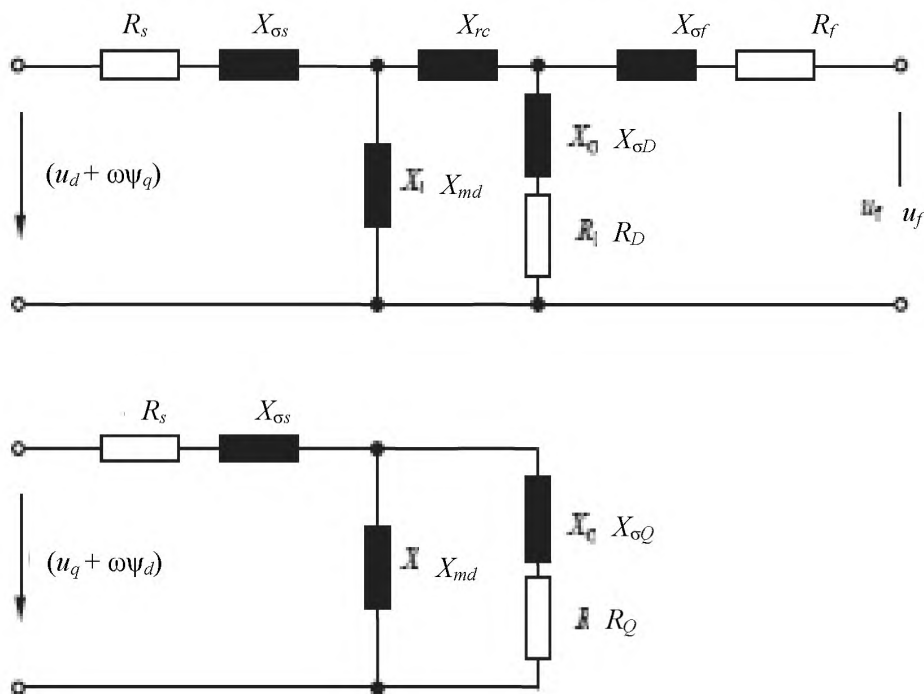 R_s X_σs X_rc X_σf R_f
X_σD
(u_d + ωψ_q) X_md
R_D u_f
R_s X_σs
X_σQ
(u_q + ωψ_d) X_md
R_Q